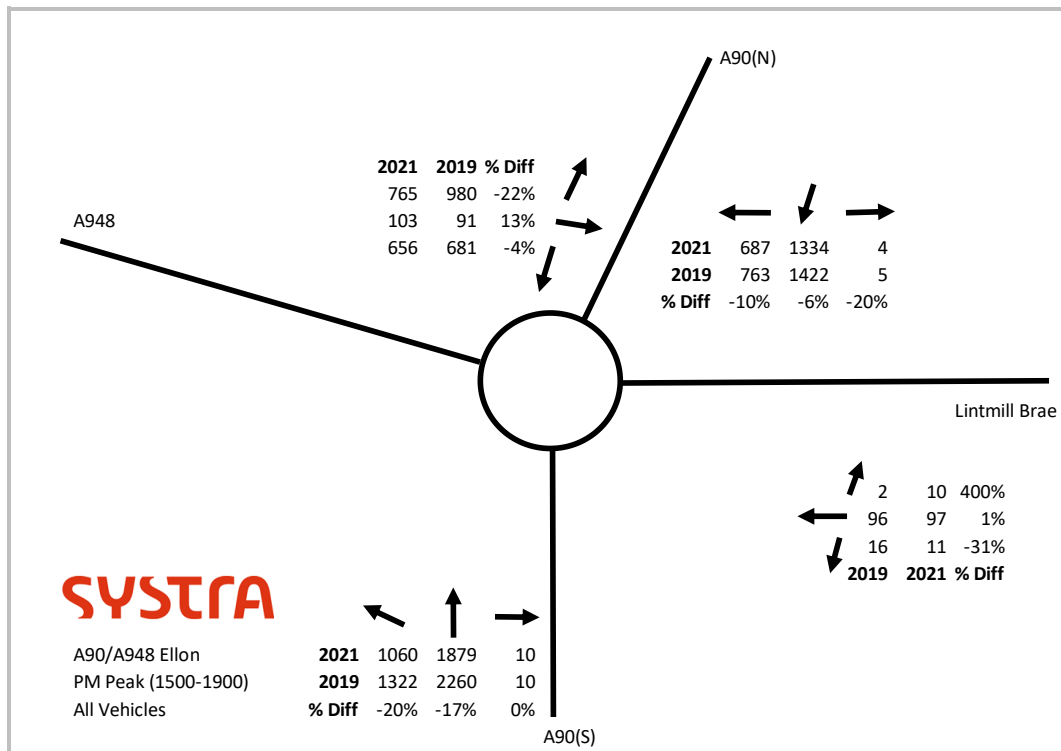 A90(N)
2021 2019 % Diff
765 980 -22%
103 91 13%
656 681 -4%
A948
2021 687 1334 4
2019 763 1422 5
% Diff -10% -6% -20%
Lintmill Brae
2 10 400%
96 97 1%
16 11 -31%
2019 2021 % Diff
SYSTRA
A90/A948 Ellon
PM Peak (1500-1900)
All Vehicles
2021 1060 1879 10
2019 1322 2260 10
% Diff -20% -17% 0%
A90(S)